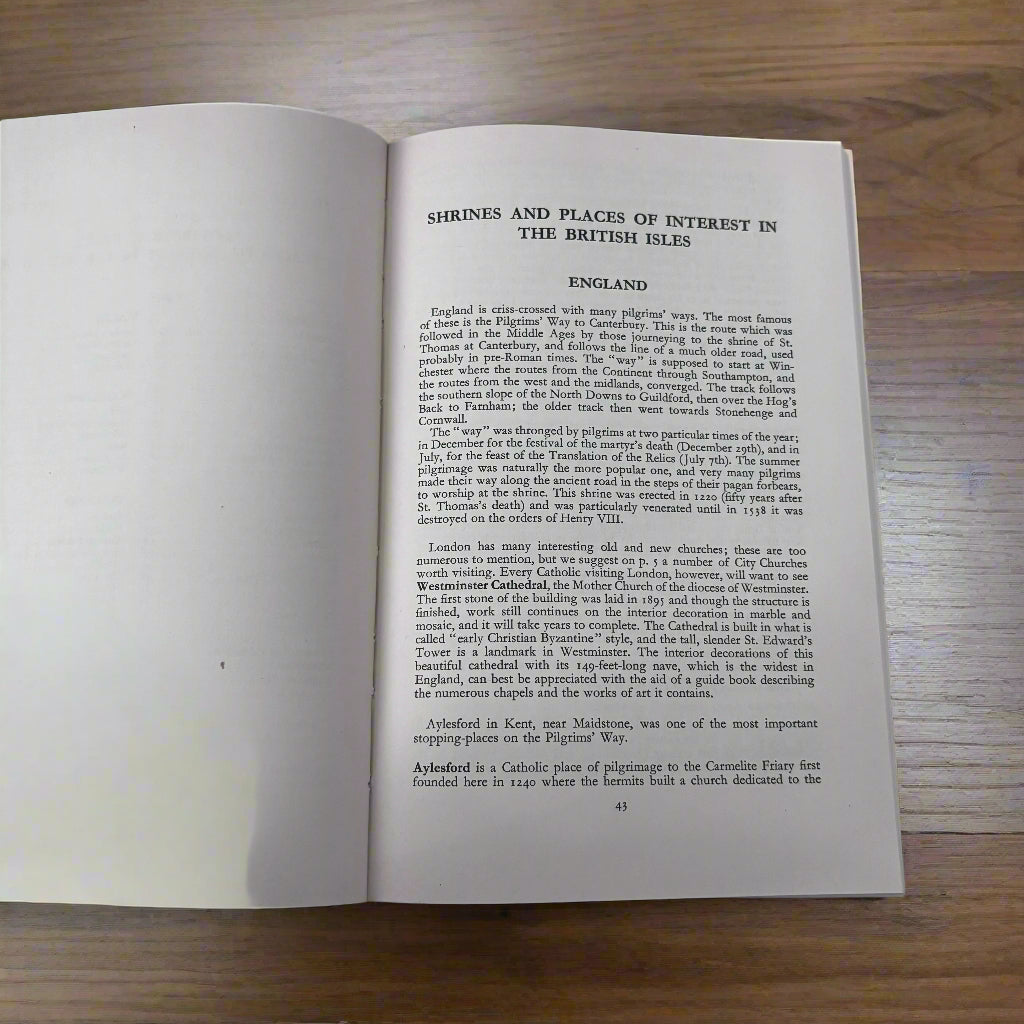 SHRINES AND PLACES OF INTEREST IN
THE BRITISH ISLES
ENGLAND
England is criss-crossed with many pilgrims' ways. The most famous
of these is the Pilgrims' Way to Canterbury. This is the route which was
followed in the Middle Ages by those journeying to the shrine of St.
Thomas at Canterbury, and follows the line of a much older road, used
probably in pre-Roman times. The "way" is supposed to start at Win-
chester where the routes from the Continent through Southampton, and
the routes from the west and the midlands, converged. The track follows
the southern slope of the North Downs to Guildford, then over the Hog's
Back to Farnham; the older track then went towards Stonehenge and
Cornwall.
The "way" was thronged by pilgrims at two particular times of the year;
in December for the festival of the martyr's death (December 29th), and in
July, for the feast of the Translation of the Relics (July 7th). The summer
pilgrimage was naturally the more popular one, and very many pilgrims
made their way along the ancient road in the steps of their pagan forbears,
to worship at the shrine. This shrine was erected in 1220 (fifty years after
St. Thomas's death) and was particularly venerated until in 1538 it was
destroyed on the orders of Henry VIII.
London has many interesting old and new churches; these are too
numerous to mention, but we suggest on p. 5 a number of City Churches
worth visiting. Every Catholic visiting London, however, will want to see
Westminster Cathedral, the Mother Church of the diocese of Westminster.
The first stone of the building was laid in 1895 and though the structure is
finished, work still continues on the interior decoration in marble and
mosaic, and it will take years to complete. The Cathedral is built in what is
called "early Christian Byzantine" style, and the tall, slender St. Edward's
Tower is a landmark in Westminster. The interior decorations of this
beautiful cathedral with its 149-feet-long nave, which is the widest in
England, can best be appreciated with the aid of a guide book describing
the numerous chapels and the works of art it contains.
Aylesford in Kent, near Maidstone, was one of the most important
stopping-places on the Pilgrims' Way.
Aylesford is a Catholic place of pilgrimage to the Carmelite Friary first
founded here in 1240 where the hermits built a church dedicated to the
43